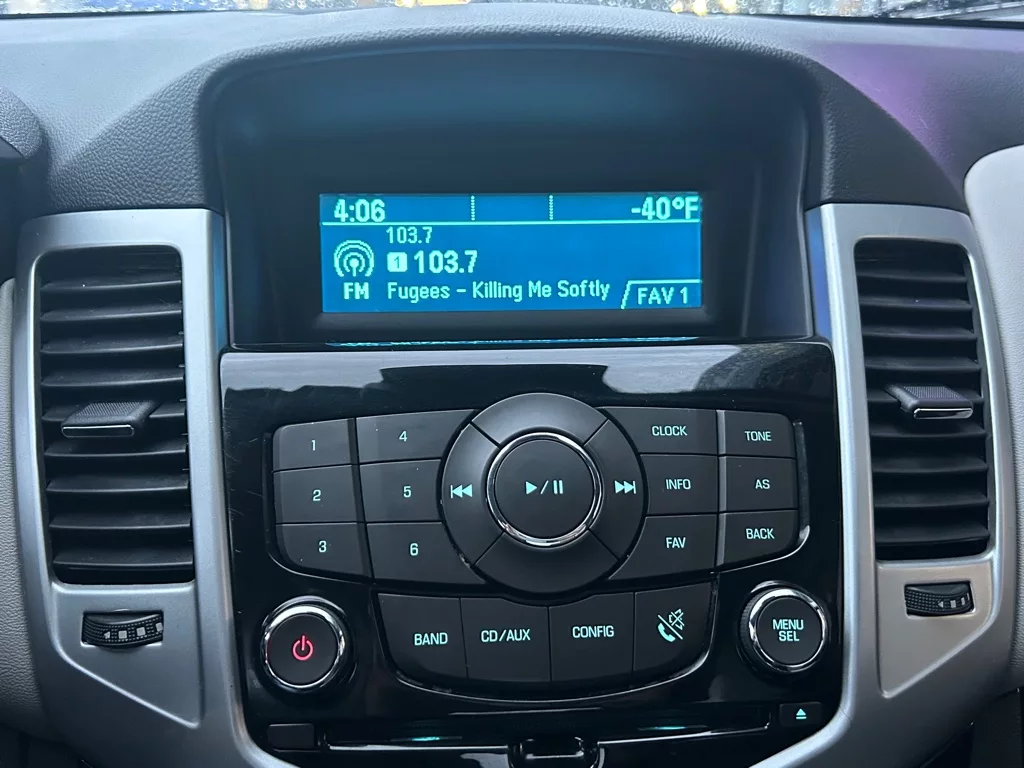 4:06 -40°F
103.7
1 103.7
FM Fugees - Killing Me Softly FAV 1
1 4 CLOCK TONE
2 5 INFO AS
3 6 FAV BACK
BAND CD/AUX CONFIG MENU
SEL